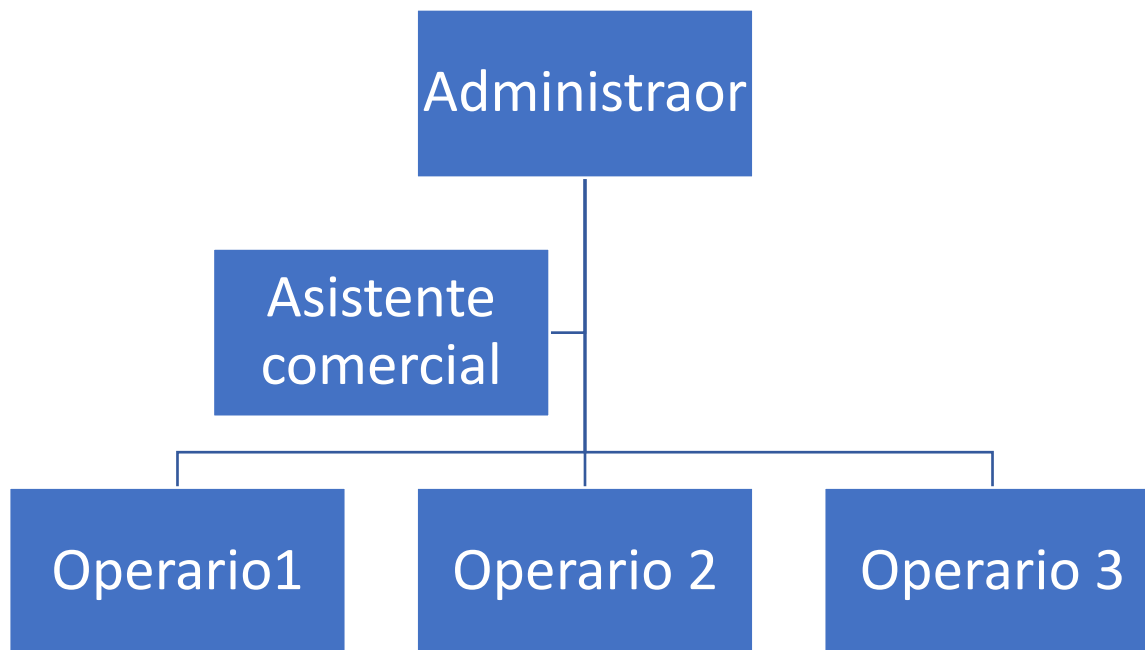 Administraor
Asistente
comercial
Operario1
Operario 2
Operario 3